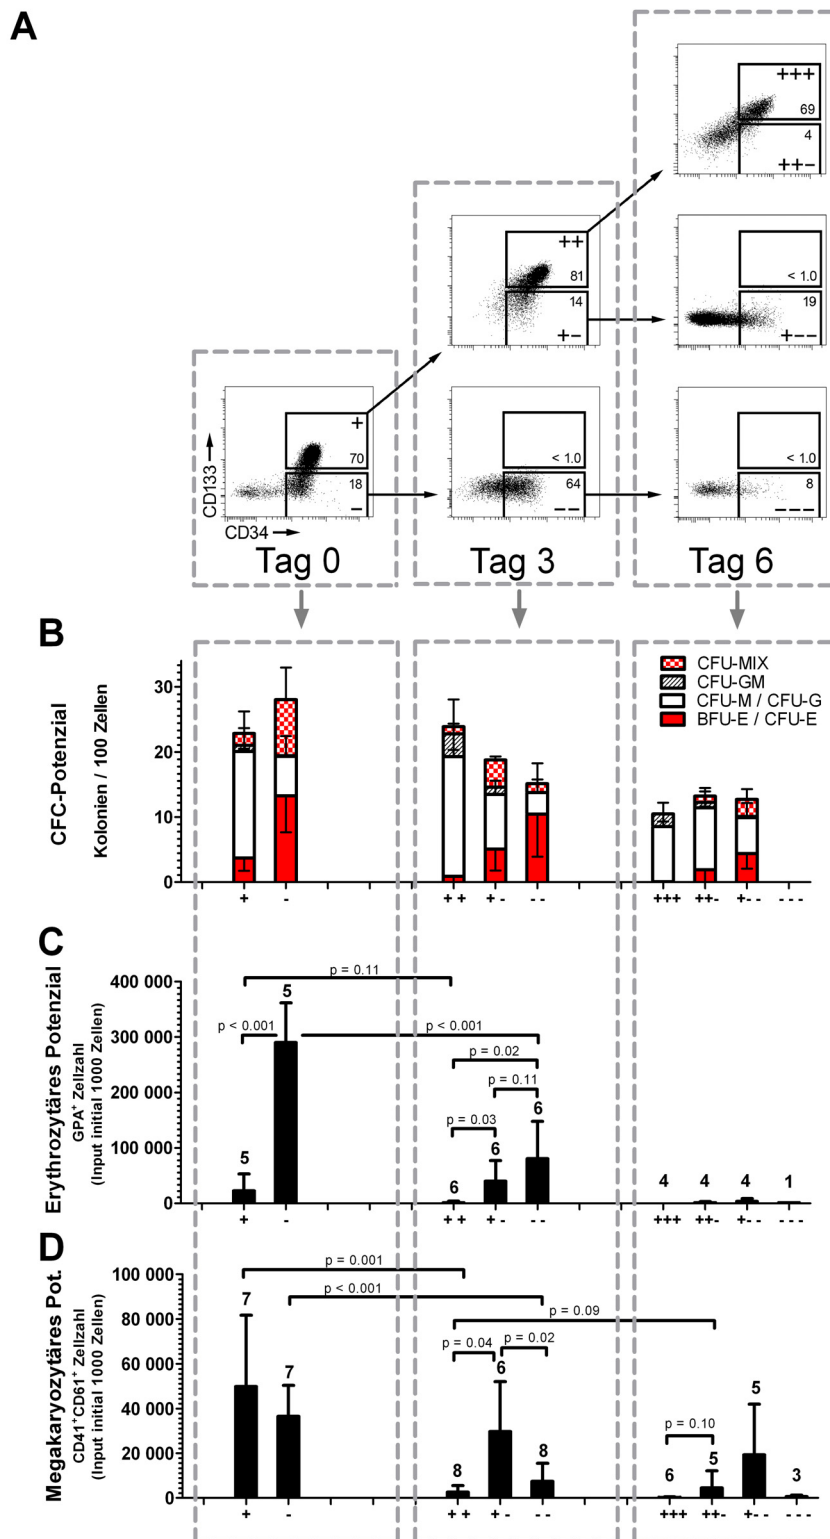 A
+++
69
4
++−
++
81
14
+−
< 1.0
19
+−−
+
70
18
−
CD133
CD34
< 1.0
64
−−
< 1.0
8
−−−
Tag 0
Tag 3
Tag 6
B
CFC-Potenzial
Kolonien / 100 Zellen
30
20
10
0
CFU-MIX
CFU-GM
CFU-M / CFU-G
BFU-E / CFU-E
+ - ++ +- -- +++ ++- +-- ---
C
Erythrozytäres Potenzial
GPA+ Zellzahl
(Input initial 1000 Zellen)
400 000
300 000
200 000
100 000
0
p = 0.11
p < 0.001
p < 0.001
p = 0.02
p = 0.11
p = 0.03
5 5 6 6 6 4 4 4 1
+ - ++ +- -- +++ ++- +-- ---
D
Megakaryozytäres Pot.
CD41+CD61+ Zellzahl
(Input initial 1000 Zellen)
100 000
80 000
60 000
40 000
20 000
0
p = 0.001
p < 0.001
p = 0.09
p = 0.04
p = 0.02
p = 0.10
7 7 8 6 8 6 5 5 3
+ - ++ +- -- +++ ++- +-- ---